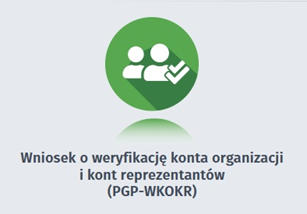 Wniosek o weryfikację konta organizacji
i kont reprezentantów
(PGP-WKOKR)